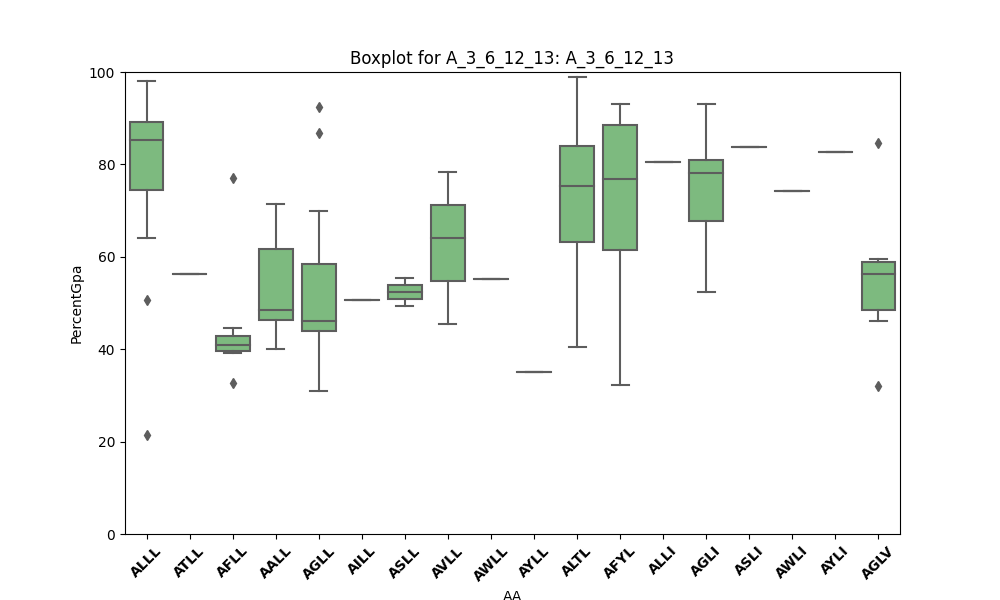 Boxplot for A_3_6_12_13: A_3_6_12_13
100
80
60
40
20
0
PercentGpa
ALLL
ATLL
AFLL
AALL
AGLL
AILL
ASLL
AVLL
AWLL
AYLL
ALTL
AFYL
ALLI
AGLI
ASLI
AWLI
AYLI
AGLV
AA